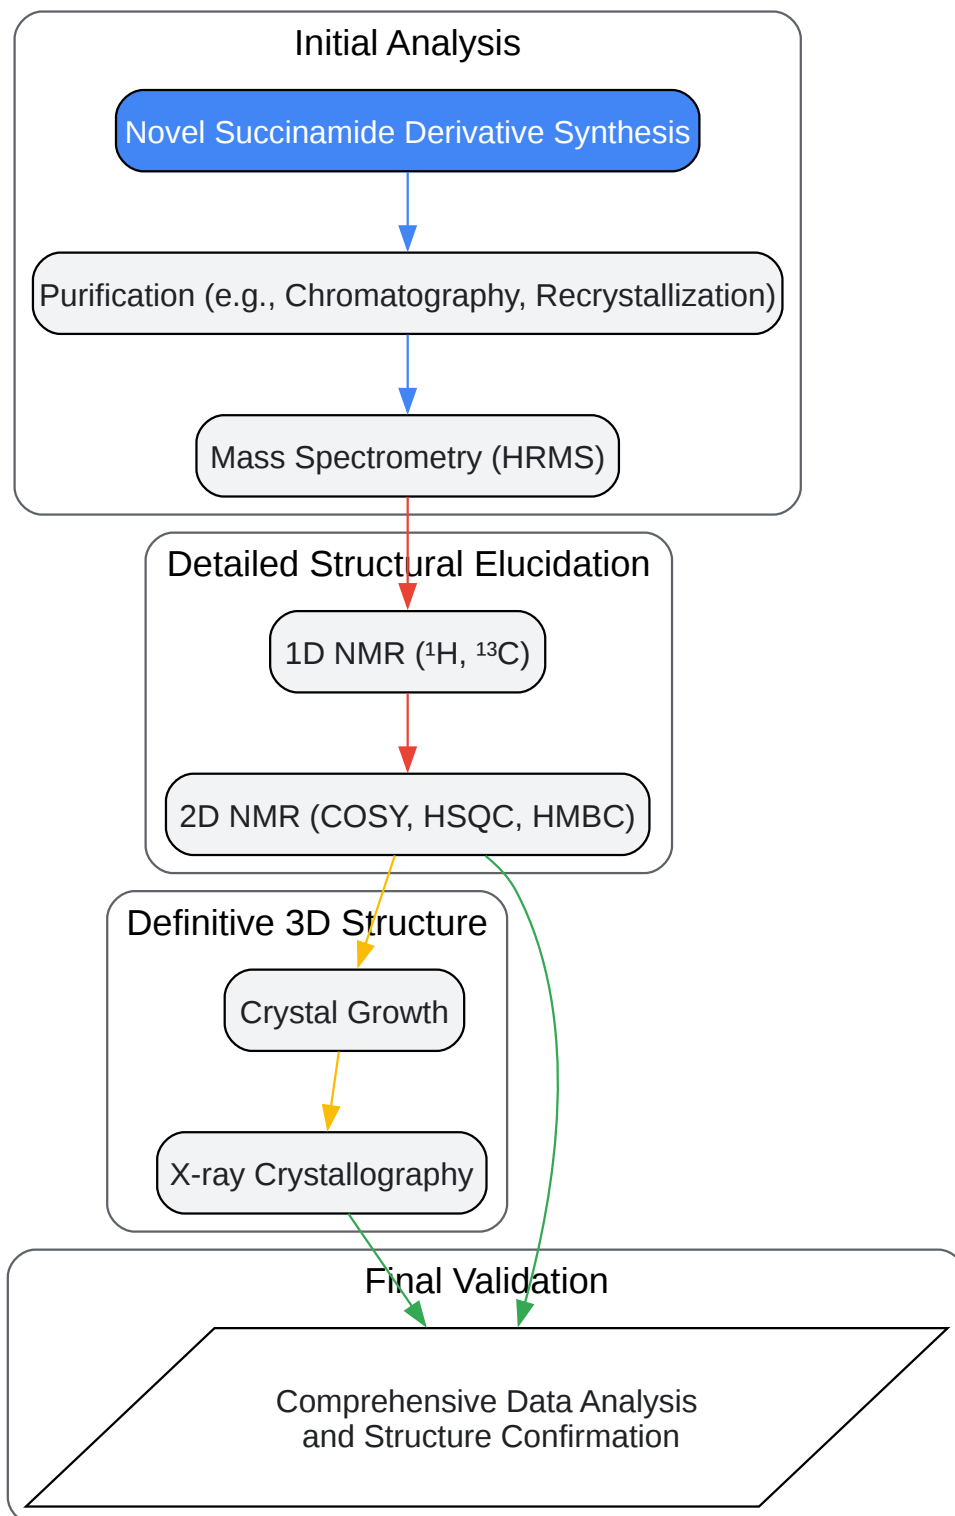 Initial Analysis
Novel Succinamide Derivative Synthesis
Purification (e.g., Chromatography, Recrystallization)
Mass Spectrometry (HRMS)
Detailed Structural Elucidation
1D NMR (¹H, ¹³C)
2D NMR (COSY, HSQC, HMBC)
Definitive 3D Structure
Crystal Growth
X-ray Crystallography
Final Validation
Comprehensive Data Analysis
and Structure Confirmation